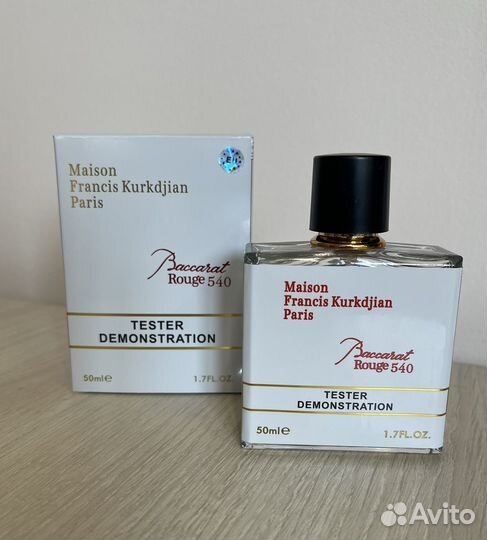 Maison
Francis Kurkdjian
Paris
Baccarat
Rouge 540
TESTER
DEMONSTRATION
50ml℮
1.7FL.OZ.
Maison
Francis Kurkdjian
Paris
Baccarat
Rouge 540
TESTER
DEMONSTRATION
50ml℮
1.7FL.OZ.
Avito